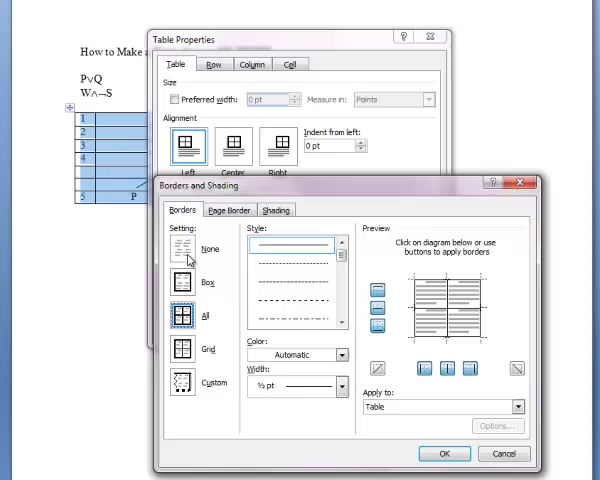 How to Make a
P∨Q
W∧¬S
1
2
3
4
5 P
Table Properties
Table Row Column Cell
Size
Preferred width: 0 pt Measure in: Points
Alignment
Indent from left:
0 pt
Left Center Right
Borders and Shading
Borders Page Border Shading
Setting:
None
Box
All
Grid
Custom
Style:
Color:
Automatic
Width:
½ pt
Preview
Click on diagram below or use
buttons to apply borders
Apply to:
Table
Options...
OK Cancel